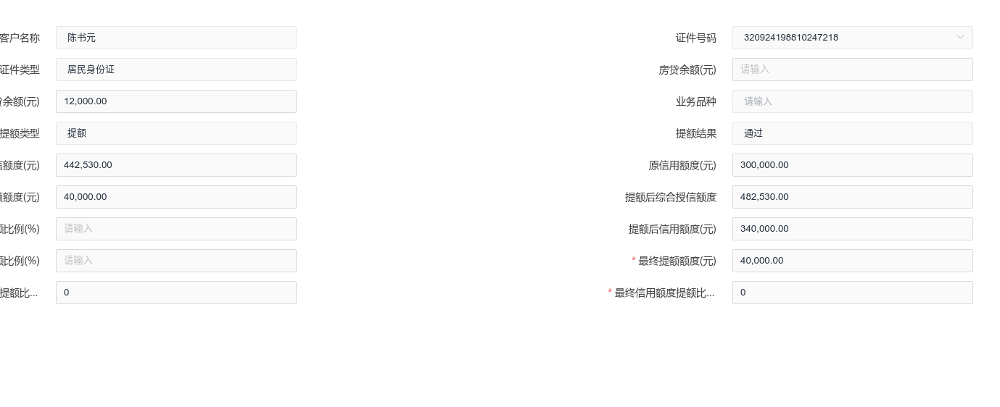 客户名称 陈书元 证件号码 320924198810247218
证件类型 居民身份证 房贷余额(元) 请输入
余额(元) 12,000.00 业务品种 请输入
提额类型 提额 提额结果 通过
额度(元) 442,530.00 原信用额度(元) 300,000.00
额度(元) 40,000.00 提额后综合授信额度 482,530.00
比例(%) 请输入 提额后信用额度(元) 340,000.00
比例(%) 请输入 * 最终提额额度(元) 40,000.00
提额比... 0 * 最终信用额度提额比... 0